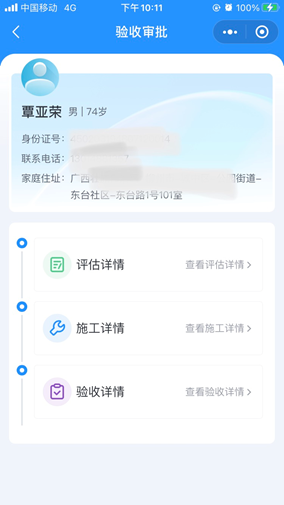 中国移动 4G 下午10:11 100%
验收审批
覃亚荣 男 | 74岁
身份证号：
联系电话：
家庭住址：广西 街道-
东台社区-东台路1号101室
评估详情 查看评估详情 >
施工详情 查看施工详情 >
验收详情 查看验收详情 >